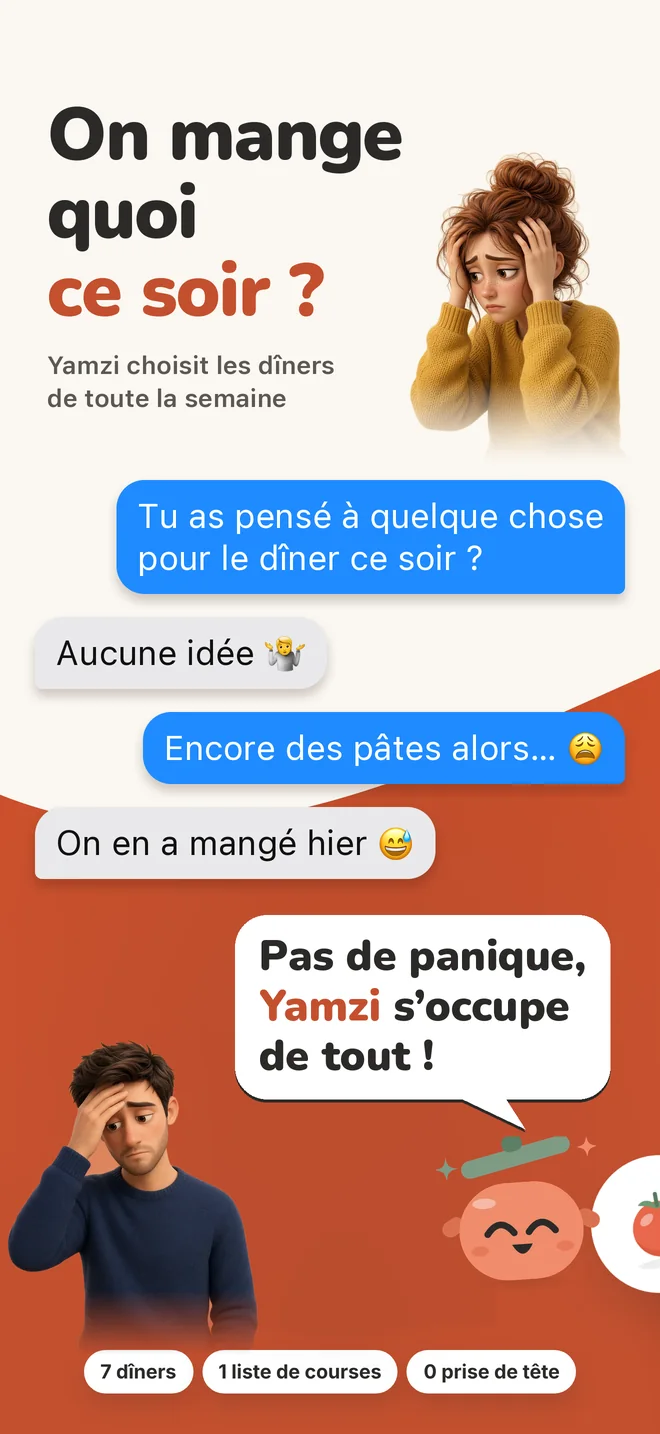 On mange
quoi
ce soir ?
Yamzi choisit les dîners
de toute la semaine
Tu as pensé à quelque chose
pour le dîner ce soir ?
Aucune idée 🤷
Encore des pâtes alors... 😩
On en a mangé hier 😅
Pas de panique,
Yamzi s’occupe
de tout !
7 dîners
1 liste de courses
0 prise de tête